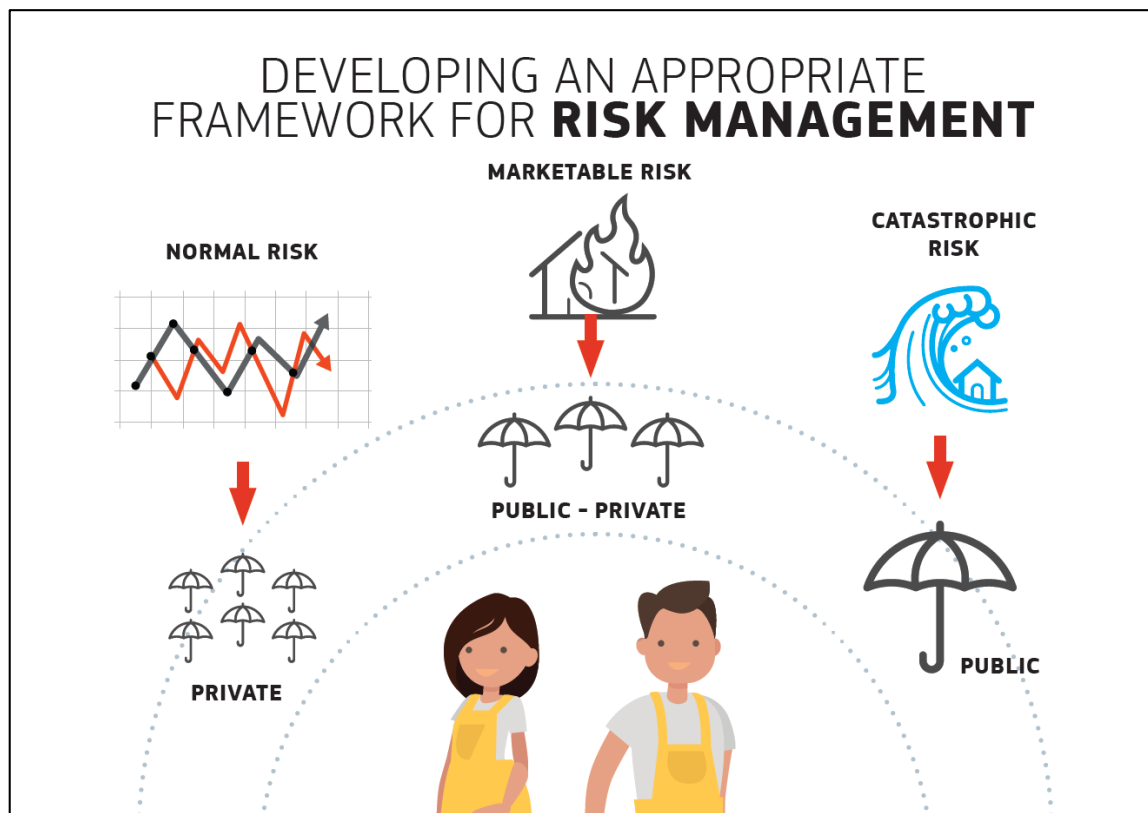 DEVELOPING AN APPROPRIATE
FRAMEWORK FOR RISK MANAGEMENT
MARKETABLE RISK
NORMAL RISK
CATASTROPHIC
RISK
PUBLIC - PRIVATE
PRIVATE
PUBLIC